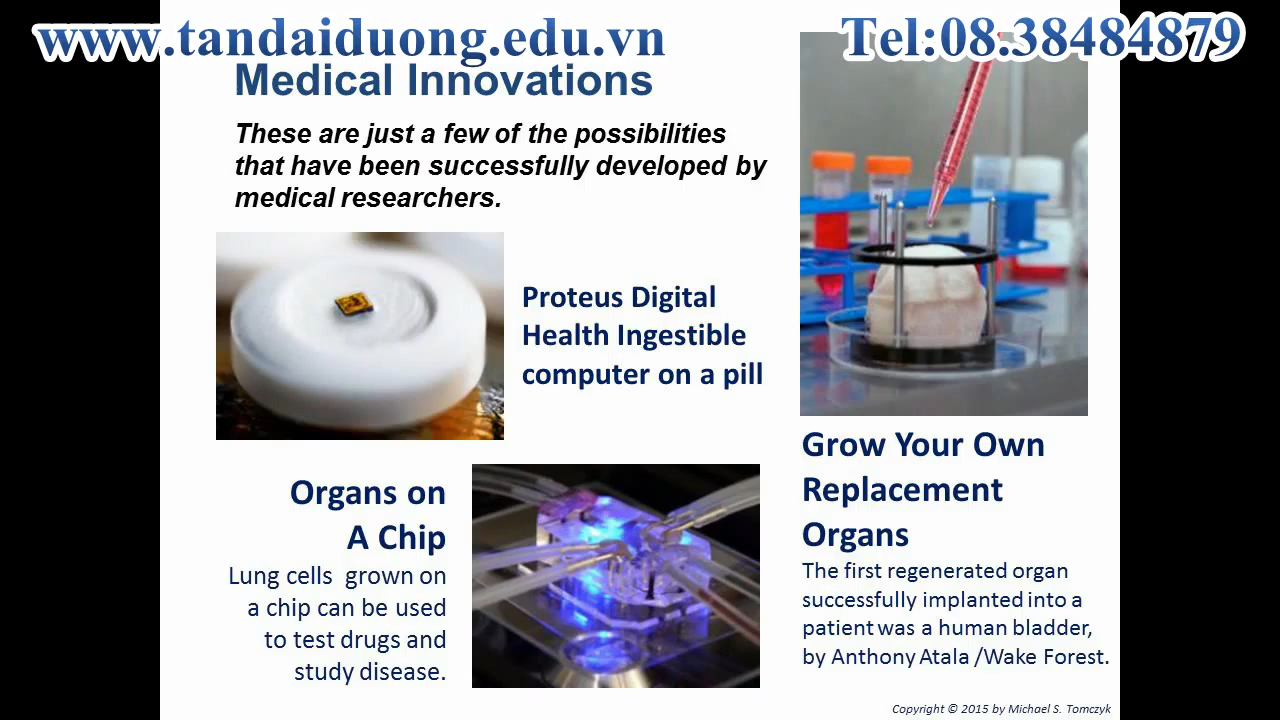 www.tandaiduong.edu.vn
Tel:08.38484879
Medical Innovations
These are just a few of the possibilities
that have been successfully developed by
medical researchers.
Proteus Digital
Health Ingestible
computer on a pill
Organs on
A Chip
Lung cells grown on
a chip can be used
to test drugs and
study disease.
Grow Your Own
Replacement
Organs
The first regenerated organ
successfully implanted into a
patient was a human bladder,
by Anthony Atala /Wake Forest.
Copyright © 2015 by Michael S. Tomczyk